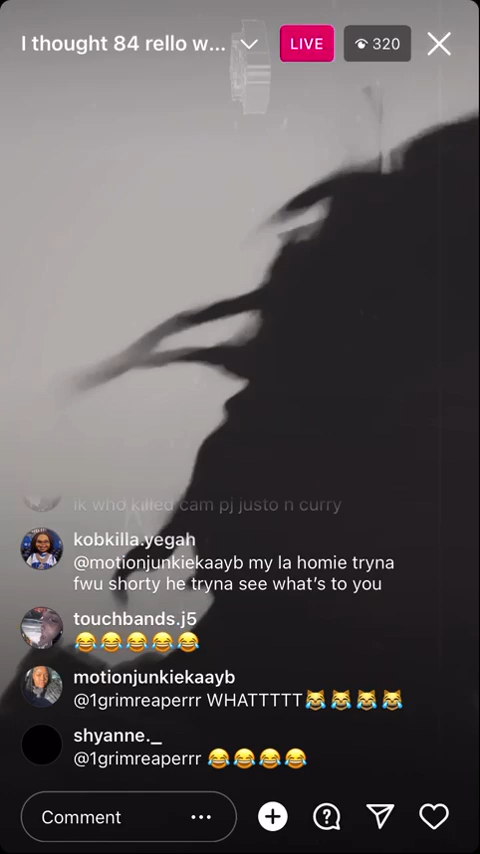 I thought 84 rello w...
LIVE
320
ik who killed cam pj justo n curry
kobkilla.yegah
@motionjunkiekaayb my la homie tryna
fwu shorty he tryna see what's to you
touchbands.j5
😂😂😂😂😂
motionjunkiekaayb
@1grimreaperrr WHATTTTT😹😹😹😹
shyanne._
@1grimreaperrr 😂😂😂😂
Comment